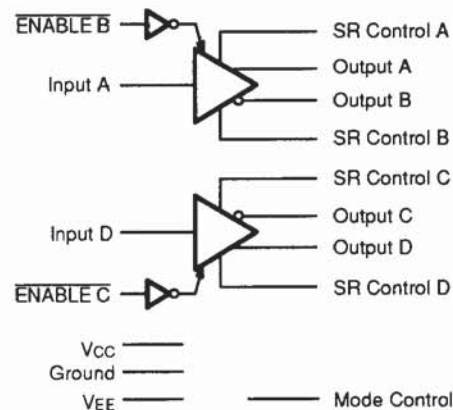 ENABLE B
SR Control A
Output A
Input A
Output B
SR Control B
SR Control C
Output C
Input D
Output D
ENABLE C
SR Control D
VCC
Ground
VEE
Mode Control